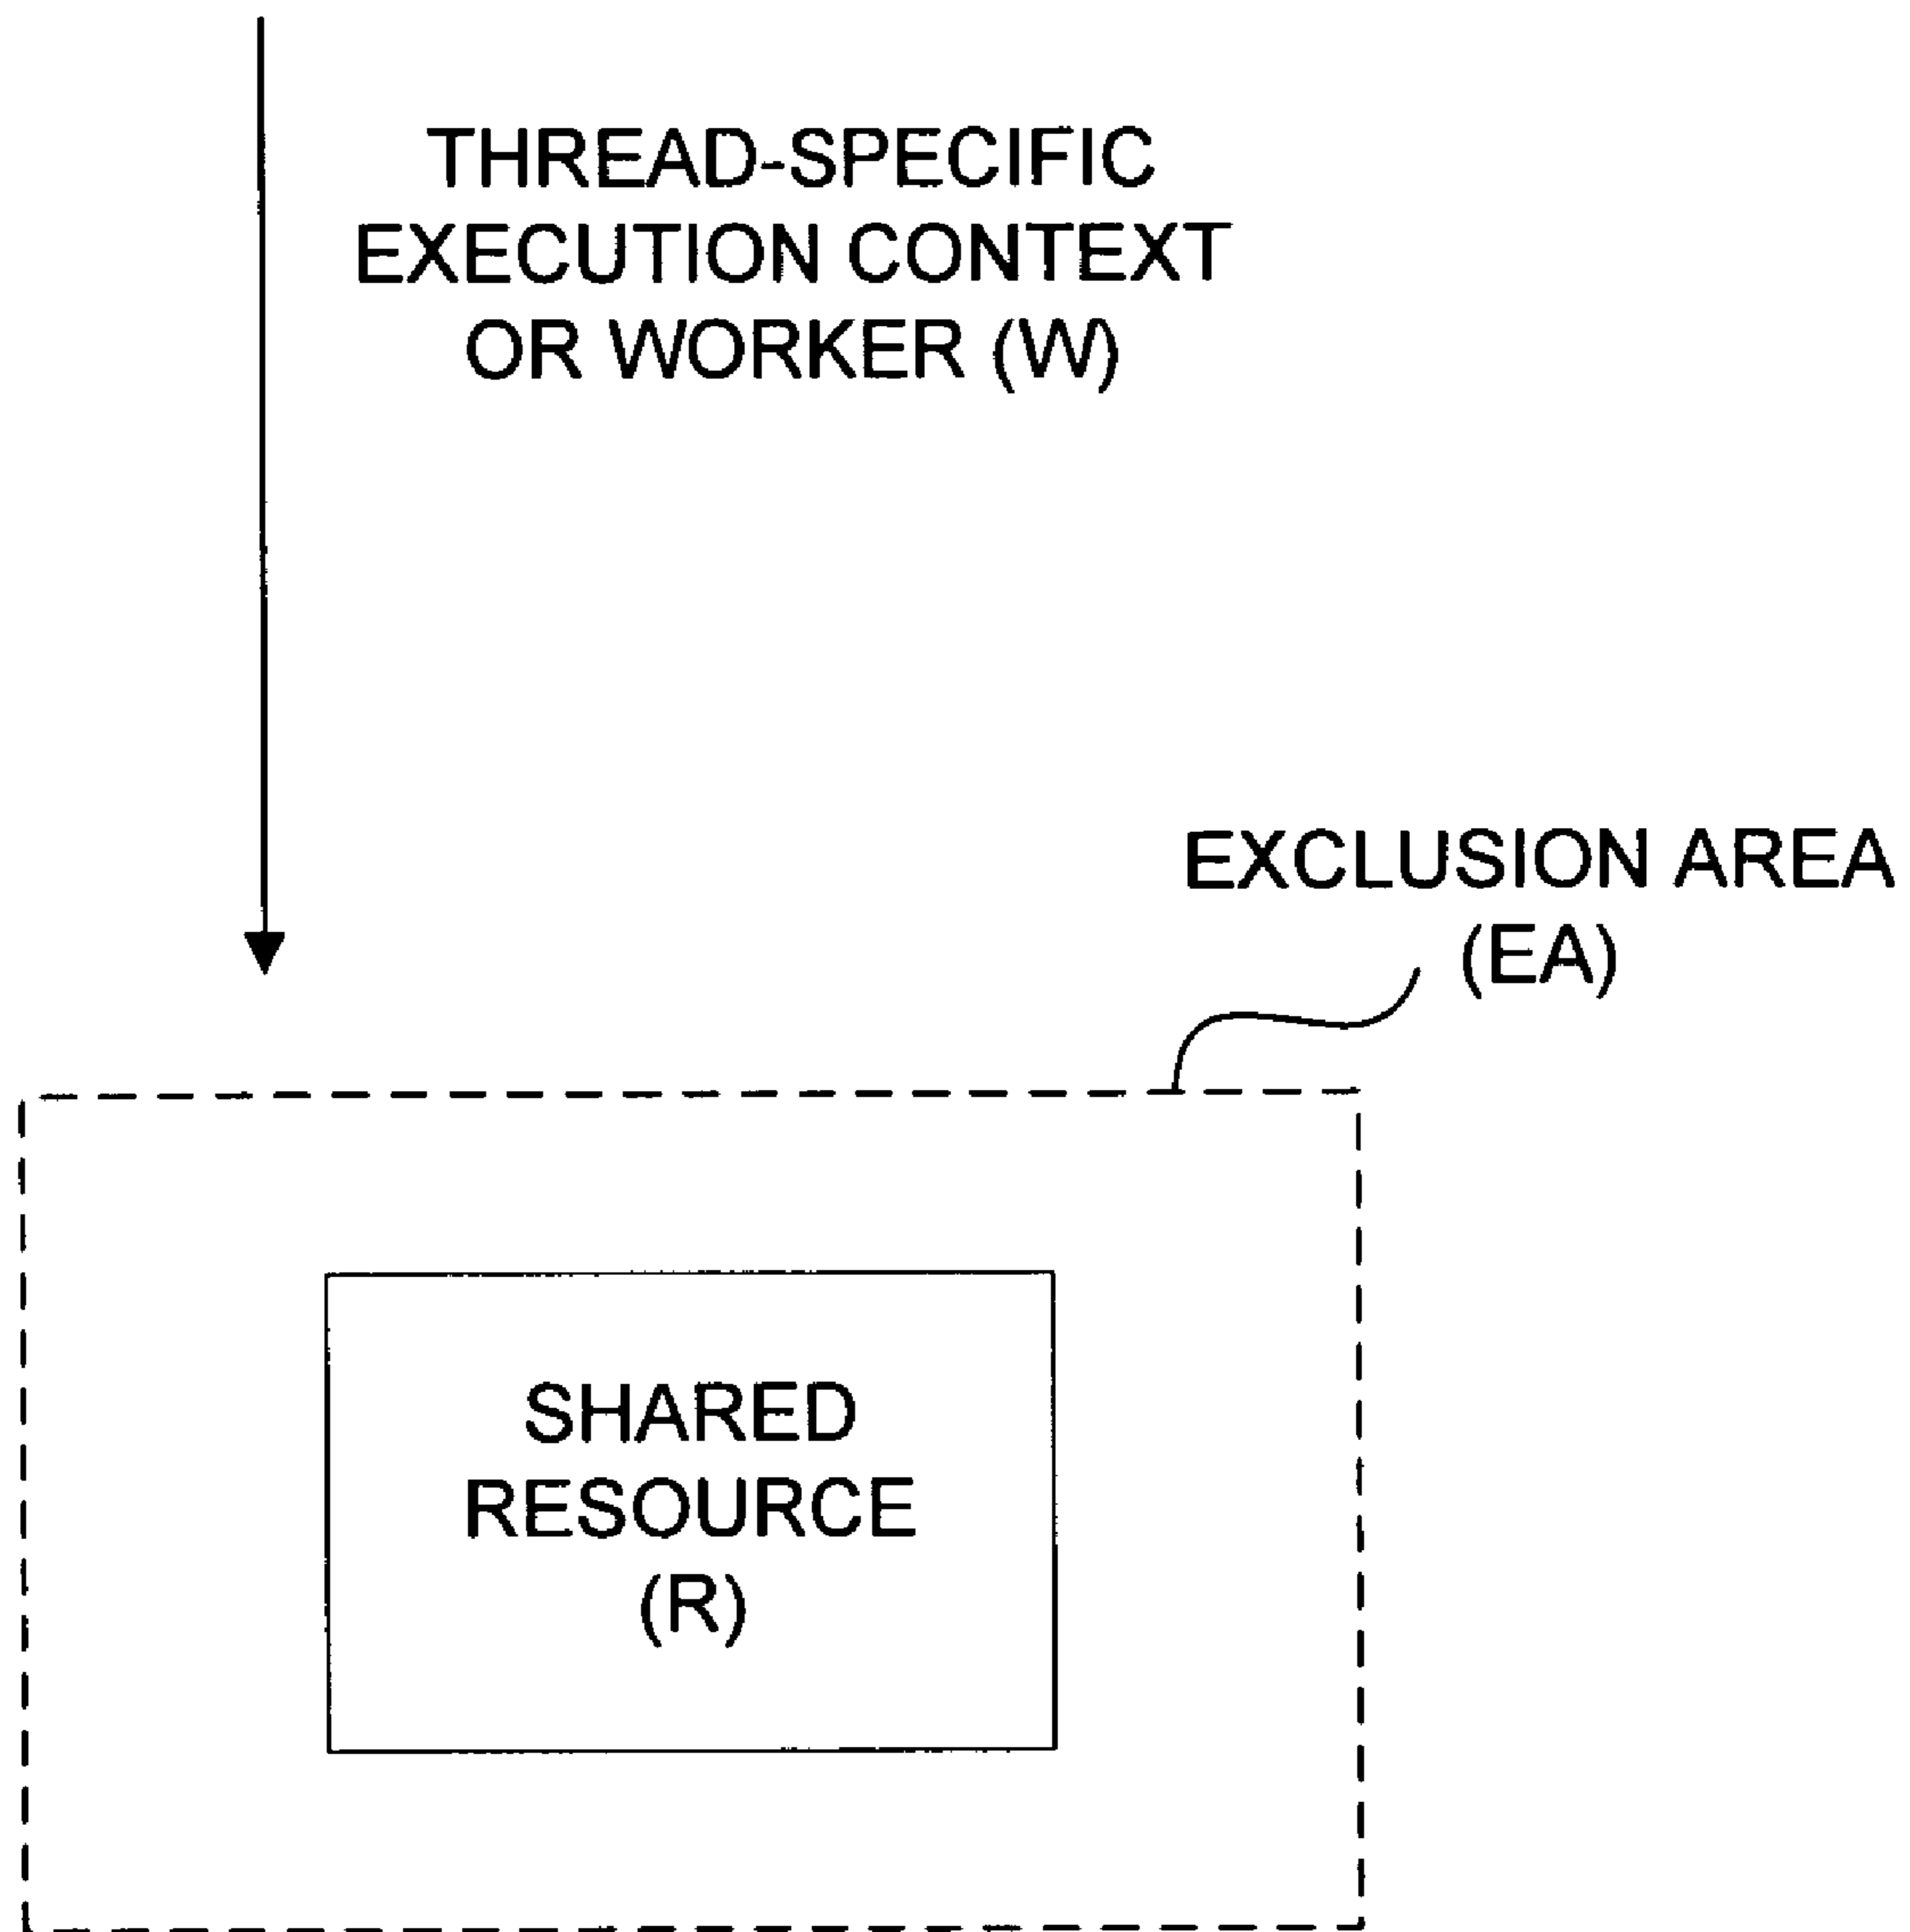 THREAD-SPECIFIC
EXECUTION CONTEXT
OR WORKER (W)
EXCLUSION AREA
(EA)
SHARED
RESOURCE
(R)